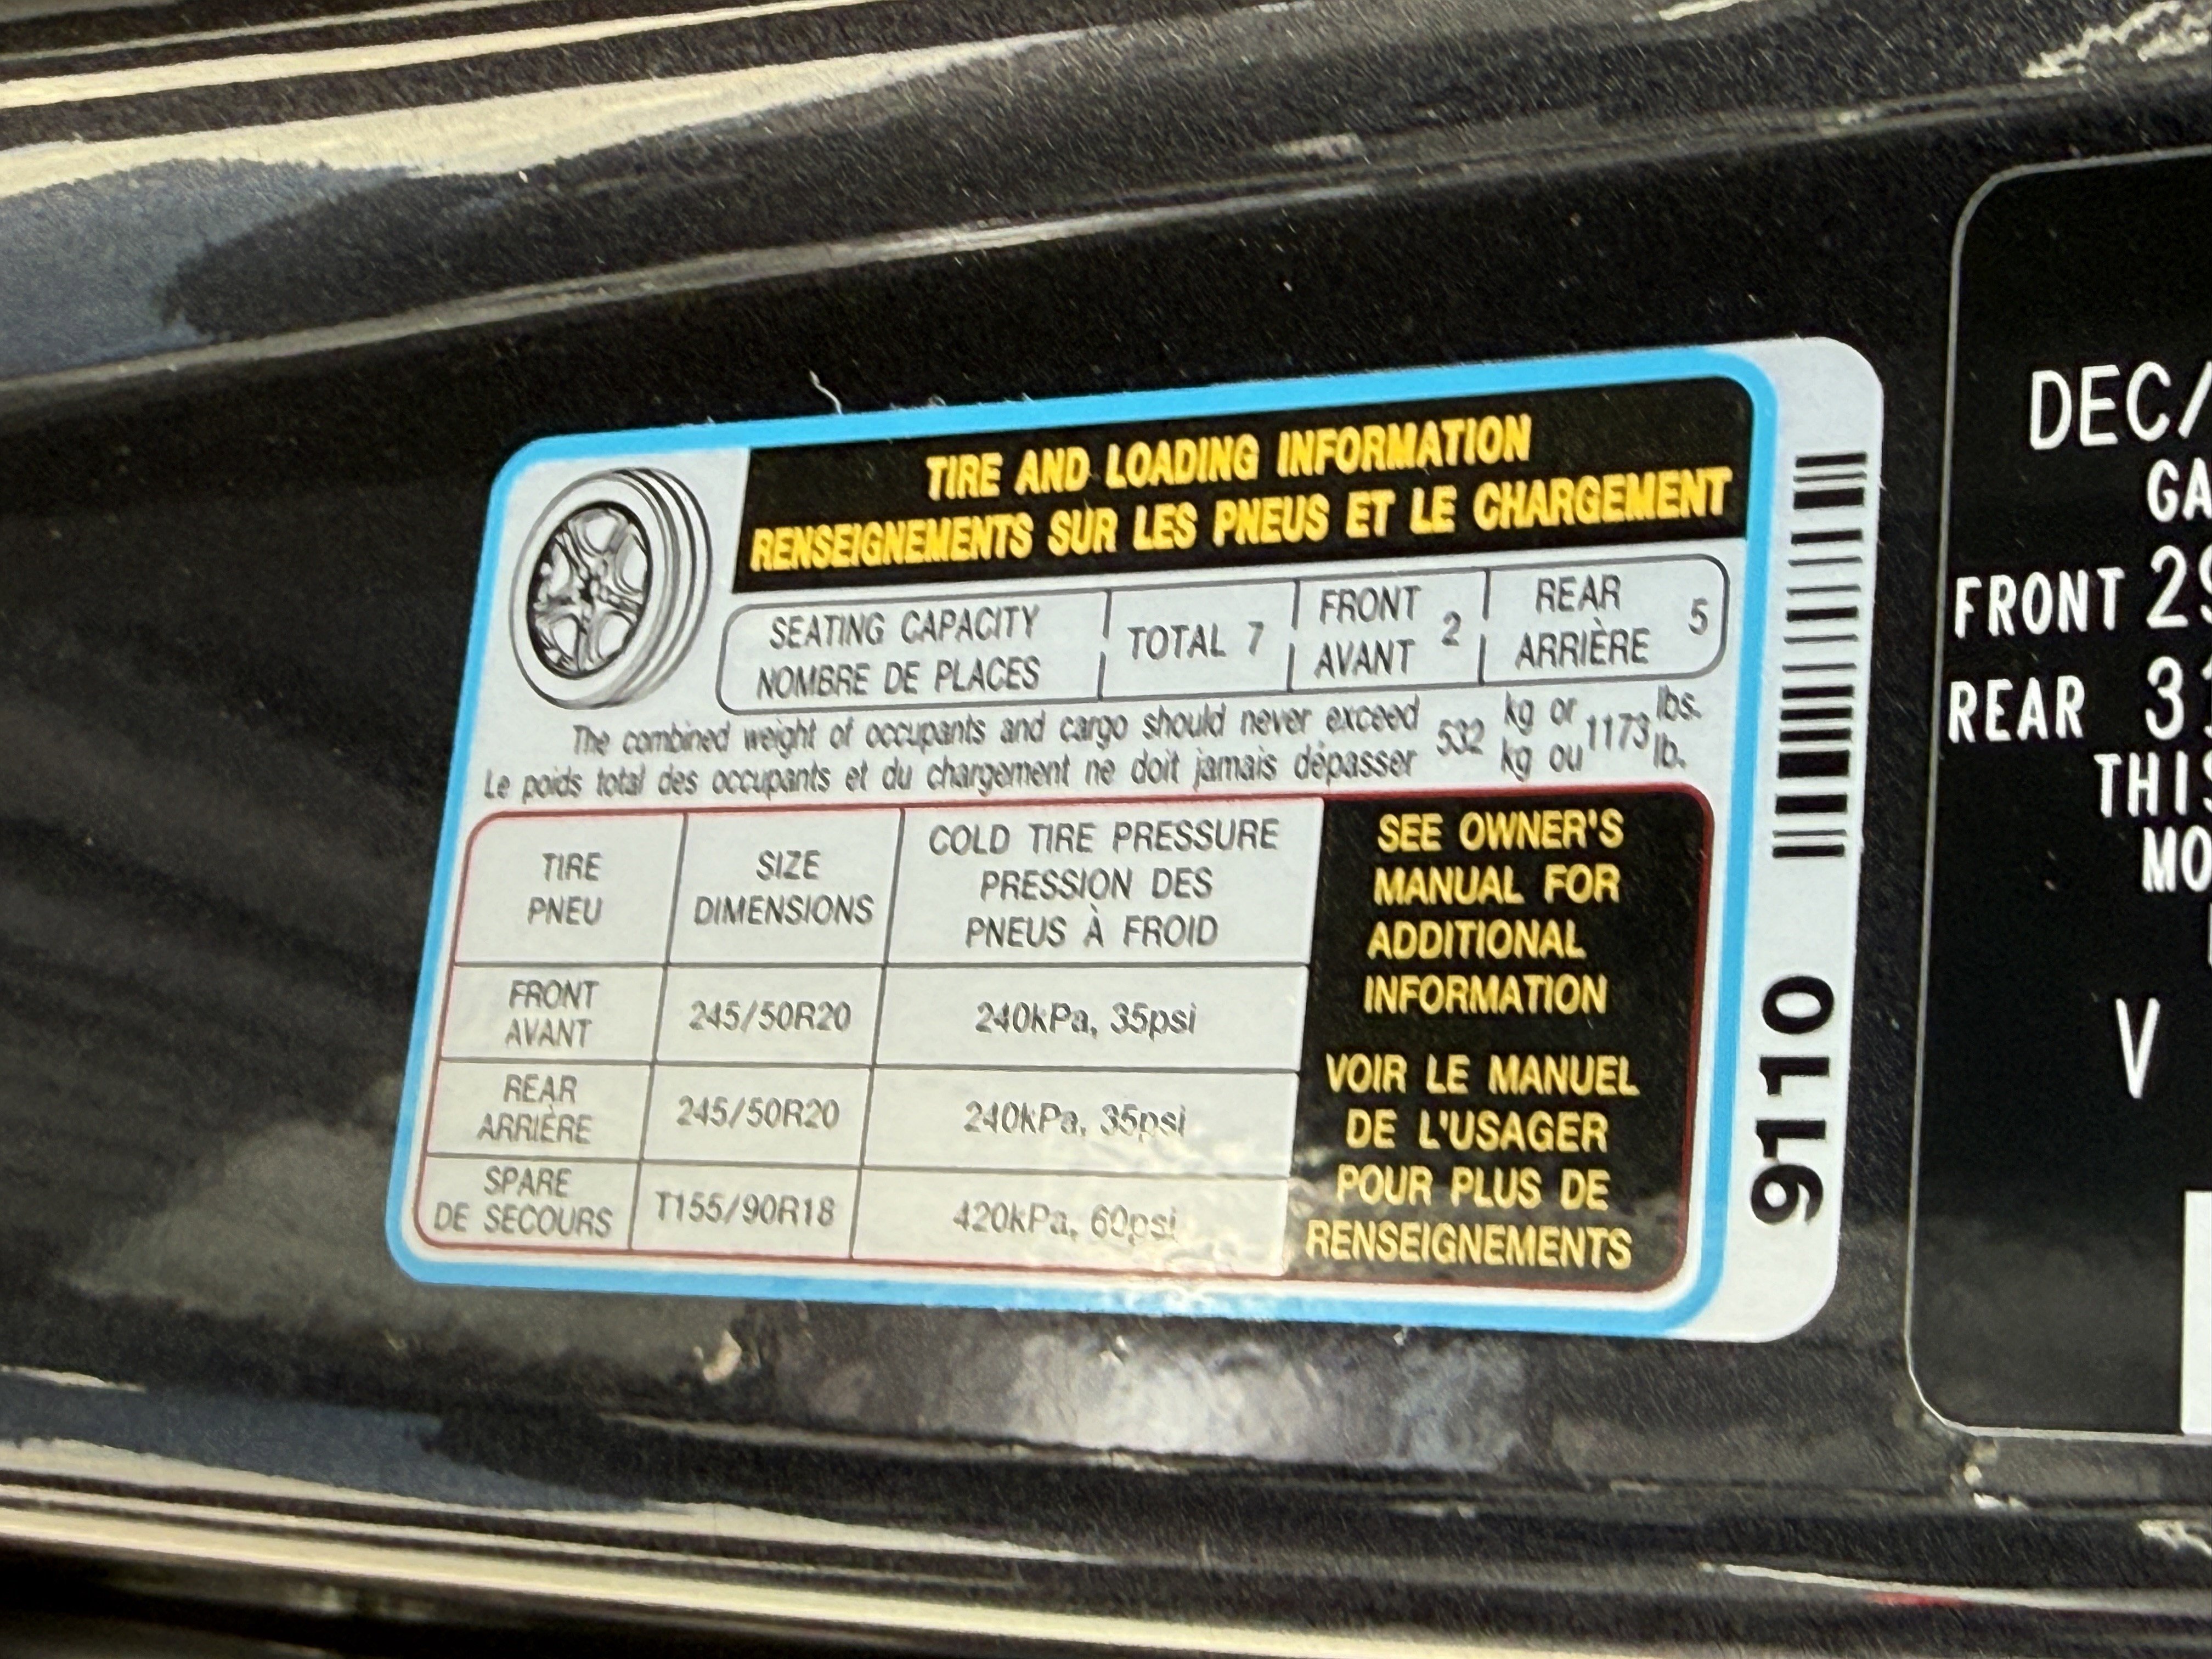 TIRE AND LOADING INFORMATION
RENSEIGNEMENTS SUR LES PNEUS ET LE CHARGEMENT
SEATING CAPACITY
NOMBRE DE PLACES
TOTAL 7
FRONT
AVANT 2
REAR
ARRIÈRE 5
The combined weight of occupants and cargo should never exceed 532 kg or 1173 lbs.
Le poids total des occupants et du chargement ne doit jamais dépasser kg ou lb.
TIRE
PNEU
SIZE
DIMENSIONS
COLD TIRE PRESSURE
PRESSION DES
PNEUS À FROID
FRONT
AVANT
245/50R20
240kPa, 35psi
REAR
ARRIÈRE
245/50R20
240kPa, 35psi
SPARE
DE SECOURS
T155/90R18
420kPa, 60psi
SEE OWNER'S
MANUAL FOR
ADDITIONAL
INFORMATION
VOIR LE MANUEL
DE L'USAGER
POUR PLUS DE
RENSEIGNEMENTS
9110
DEC/
GA
FRONT 29
REAR 31
THIS
MO
V